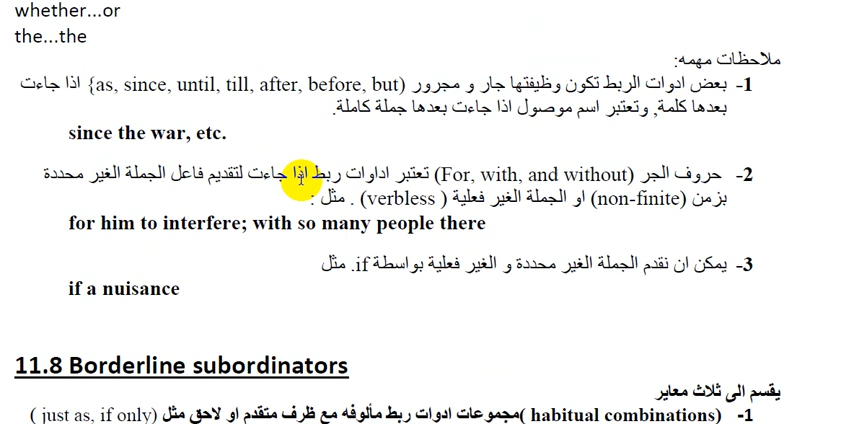 whether...or
the...the
ملاحظات مهمه:
1- بعض ادوات الربط تكون وظيفتها جار و مجرور (as, since, until, till, after, before, but} اذا جاءت
بعدها كلمة, وتعتبر اسم موصول اذا جاءت بعدها جملة كاملة.
since the war, etc.
2- حروف الجر (For, with, and without) تعتبر اداوات ربط اذا جاءت لتقديم فاعل الجملة الغير محددة
بزمن (non-finite) او الجملة الغير فعلية ( verbless) . مثل :
for him to interfere; with so many people there
3- يمكن ان نقدم الجملة الغير محددة و الغير فعلية بواسطة if. مثل
if a nuisance
11.8 Borderline subordinators
يقسم الى ثلاث معاير
1- (habitual combinations )مجموعات ادوات ربط مألوفه مع ظرف متقدم او لاحق مثل (just as, if only )